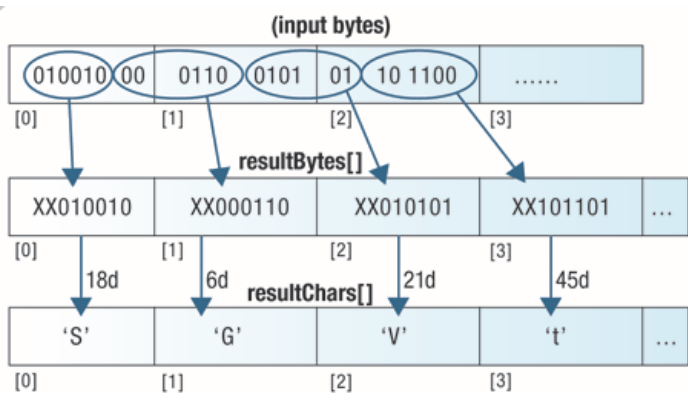 (input bytes)
010010 00 0110 0101 01 10 1100 ......
[0] [1] [2] [3]
resultBytes[]
XX010010 XX000110 XX010101 XX101101 ...
[0] [1] [2] [3]
18d 6d 21d 45d
resultChars[]
‘S’ ‘G’ ‘V’ ‘t’ ...
[0] [1] [2] [3]